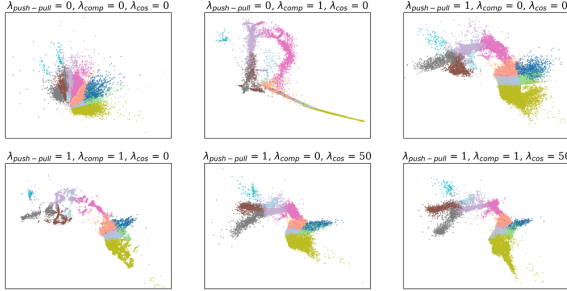 λpush−pull = 0, λcomp = 0, λcos = 0
λpush−pull = 0, λcomp = 1, λcos = 0
λpush−pull = 1, λcomp = 0, λcos = 0
λpush−pull = 1, λcomp = 1, λcos = 0
λpush−pull = 1, λcomp = 0, λcos = 50
λpush−pull = 1, λcomp = 1, λcos = 50